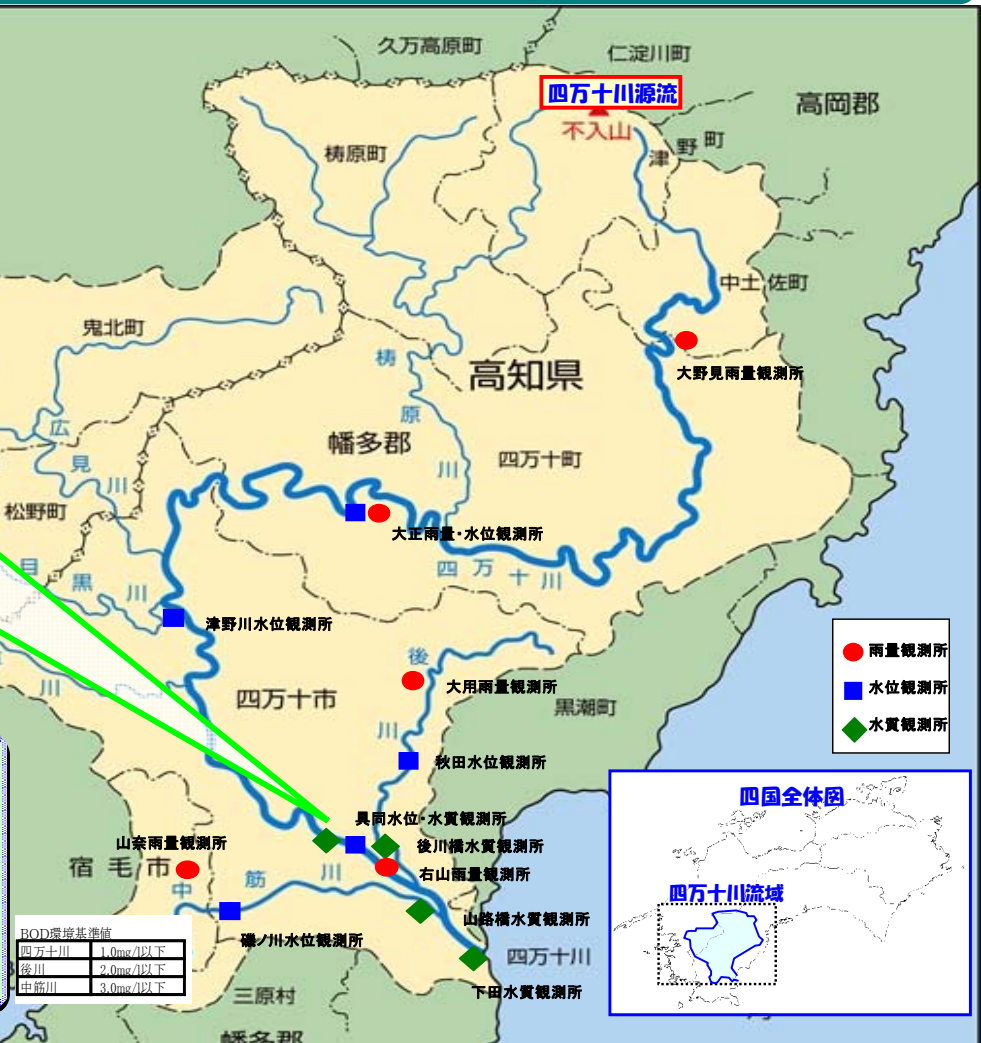 久万高原町
仁淀川町
四万十川源流
高岡郡
不入山
津野町
梼原町
中土佐町
鬼北町
梼原川
高知県
大野見雨量観測所
広見川
幡多郡
四万十町
松野町
大正雨量・水位観測所
目黒川
四万十川
津野川水位観測所
後川
大用雨量観測所
四万十市
黒潮町
川
雨量観測所
水位観測所
水質観測所
秋田水位観測所
四国全体図
具同水位・水質観測所
山奈雨量観測所
後川橋水質観測所
宿毛市
右山雨量観測所
中筋川
四万十川流域
山路橋水質観測所
磯ノ川水位観測所
四万十川
下田水質観測所
BOD環境基準値
四万十川 1.0mg/l以下
後川 2.0mg/l以下
中筋川 3.0mg/l以下
三原村
幡多郡